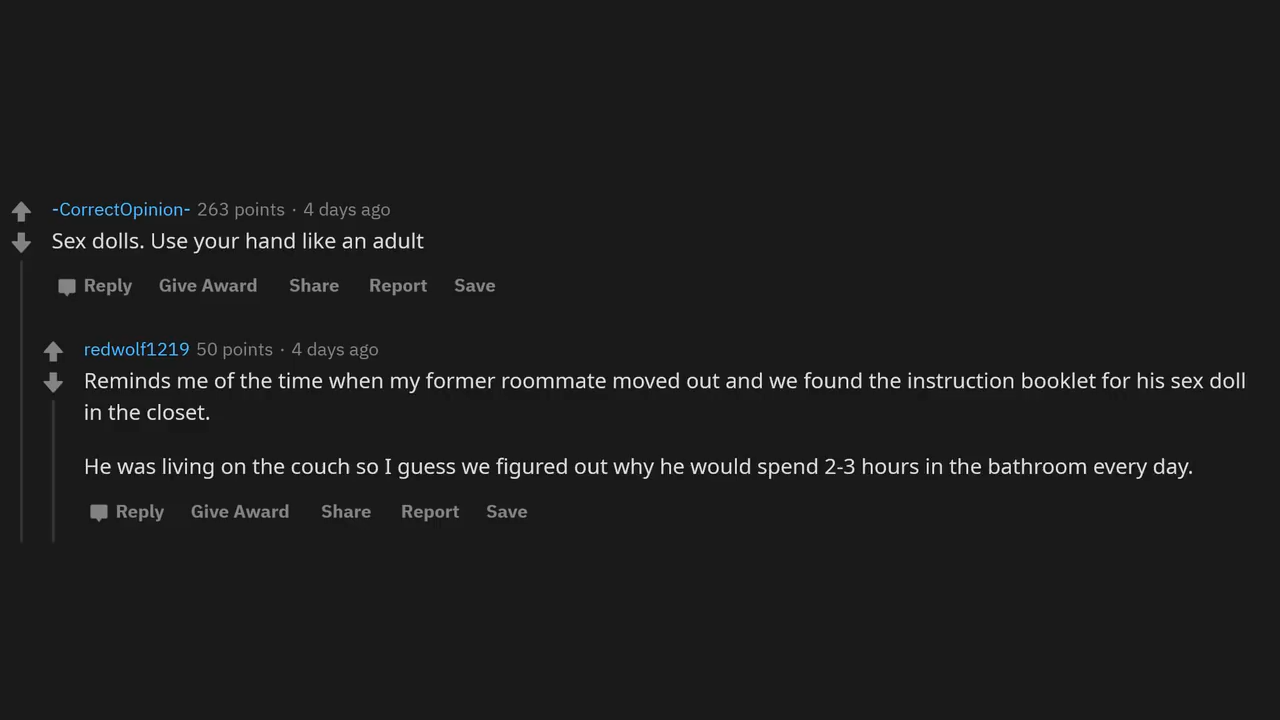 -CorrectOpinion- 263 points · 4 days ago
Sex dolls. Use your hand like an adult
Reply Give Award Share Report Save
redwolf1219 50 points · 4 days ago
Reminds me of the time when my former roommate moved out and we found the instruction booklet for his sex doll
in the closet.
He was living on the couch so I guess we figured out why he would spend 2-3 hours in the bathroom every day.
Reply Give Award Share Report Save